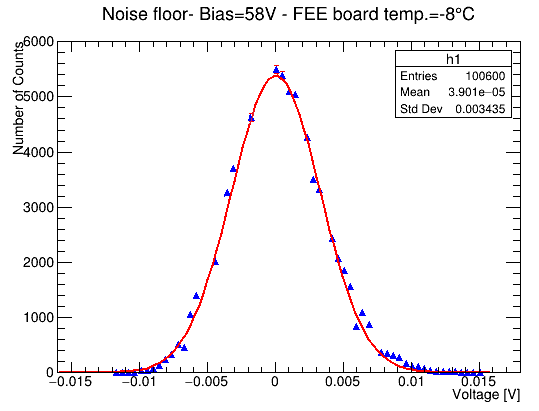 Noise floor- Bias=58V - FEE board temp.=-8°C
Number of Counts
6000
5000
4000
3000
2000
1000
0
h1
Entries 100600
Mean 3.901e−05
Std Dev 0.003435
−0.015 −0.01 −0.005 0 0.005 0.01 0.015
Voltage [V]